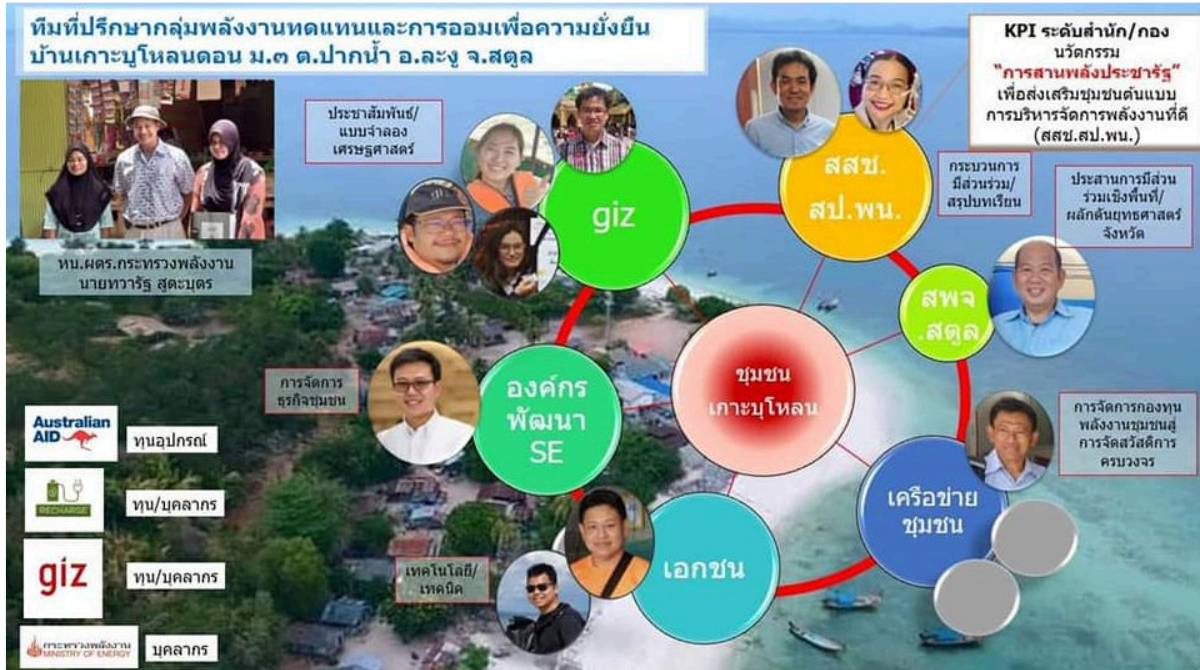 ทีมที่ปรึกษากลุ่มพลังงานทดแทนและการออมเพื่อความยั่งยืน
บ้านเกาะบูโหลนดอน ม.๓ ต.ปากน้ำ อ.ละงู จ.สตูล
KPI ระดับสำนัก/กอง
นวัตกรรม
“การสานพลังประชารัฐ”
เพื่อส่งเสริมชุมชนต้นแบบ
การบริหารจัดการพลังงานที่ดี
(สสช.สป.พน.)
ประชาสัมพันธ์/
แบบจำลอง
เศรษฐศาสตร์
giz
สสช.
สป.พน.
กระบวนการ
มีส่วนร่วม/
สรุปบทเรียน
ประสานการมีส่วน
ร่วมเชิงพื้นที่/
ผลักดันยุทธศาสตร์
จังหวัด
หน.ผตร.กระทรวงพลังงาน
นายทวารัฐ สูตะบุตร
สพจ
.สตูล
ชุมชน
เกาะบุโหลน
การจัดการ
ธุรกิจชุมชน
องค์กร
พัฒนา
SE
การจัดการกองทุน
พลังงานชุมชนสู่
การจัดสวัสดิการ
ครบวงจร
เครือข่าย
ชุมชน
เอกชน
เทคโนโลยี/
เทคนิค
Australian
AID
ทุนอุปกรณ์
RECHARGE
ทุน/บุคลากร
giz
ทุน/บุคลากร
กระทรวงพลังงาน
MINISTRY OF ENERGY
บุคลากร